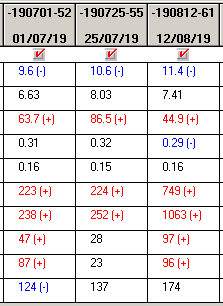 -190701-52 -190725-55 -190812-61
01/07/19 25/07/19 12/08/19
9.6 (-) 10.6 (-) 11.4 (-)
6.63 8.03 7.41
63.7 (+) 86.5 (+) 44.9 (+)
0.31 0.32 0.29 (-)
0.16 0.15 0.16
223 (+) 224 (+) 749 (+)
238 (+) 252 (+) 1063 (+)
47 (+) 28 97 (+)
87 (+) 23 96 (+)
124 (-) 137 174